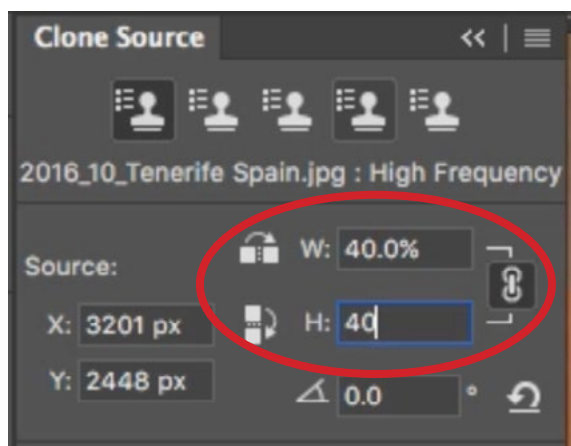 Clone Source
2016_10_Tenerife Spain.jpg : High Frequency
W: 40.0%
Source:
X: 3201 px H: 40
Y: 2448 px 0.0 °